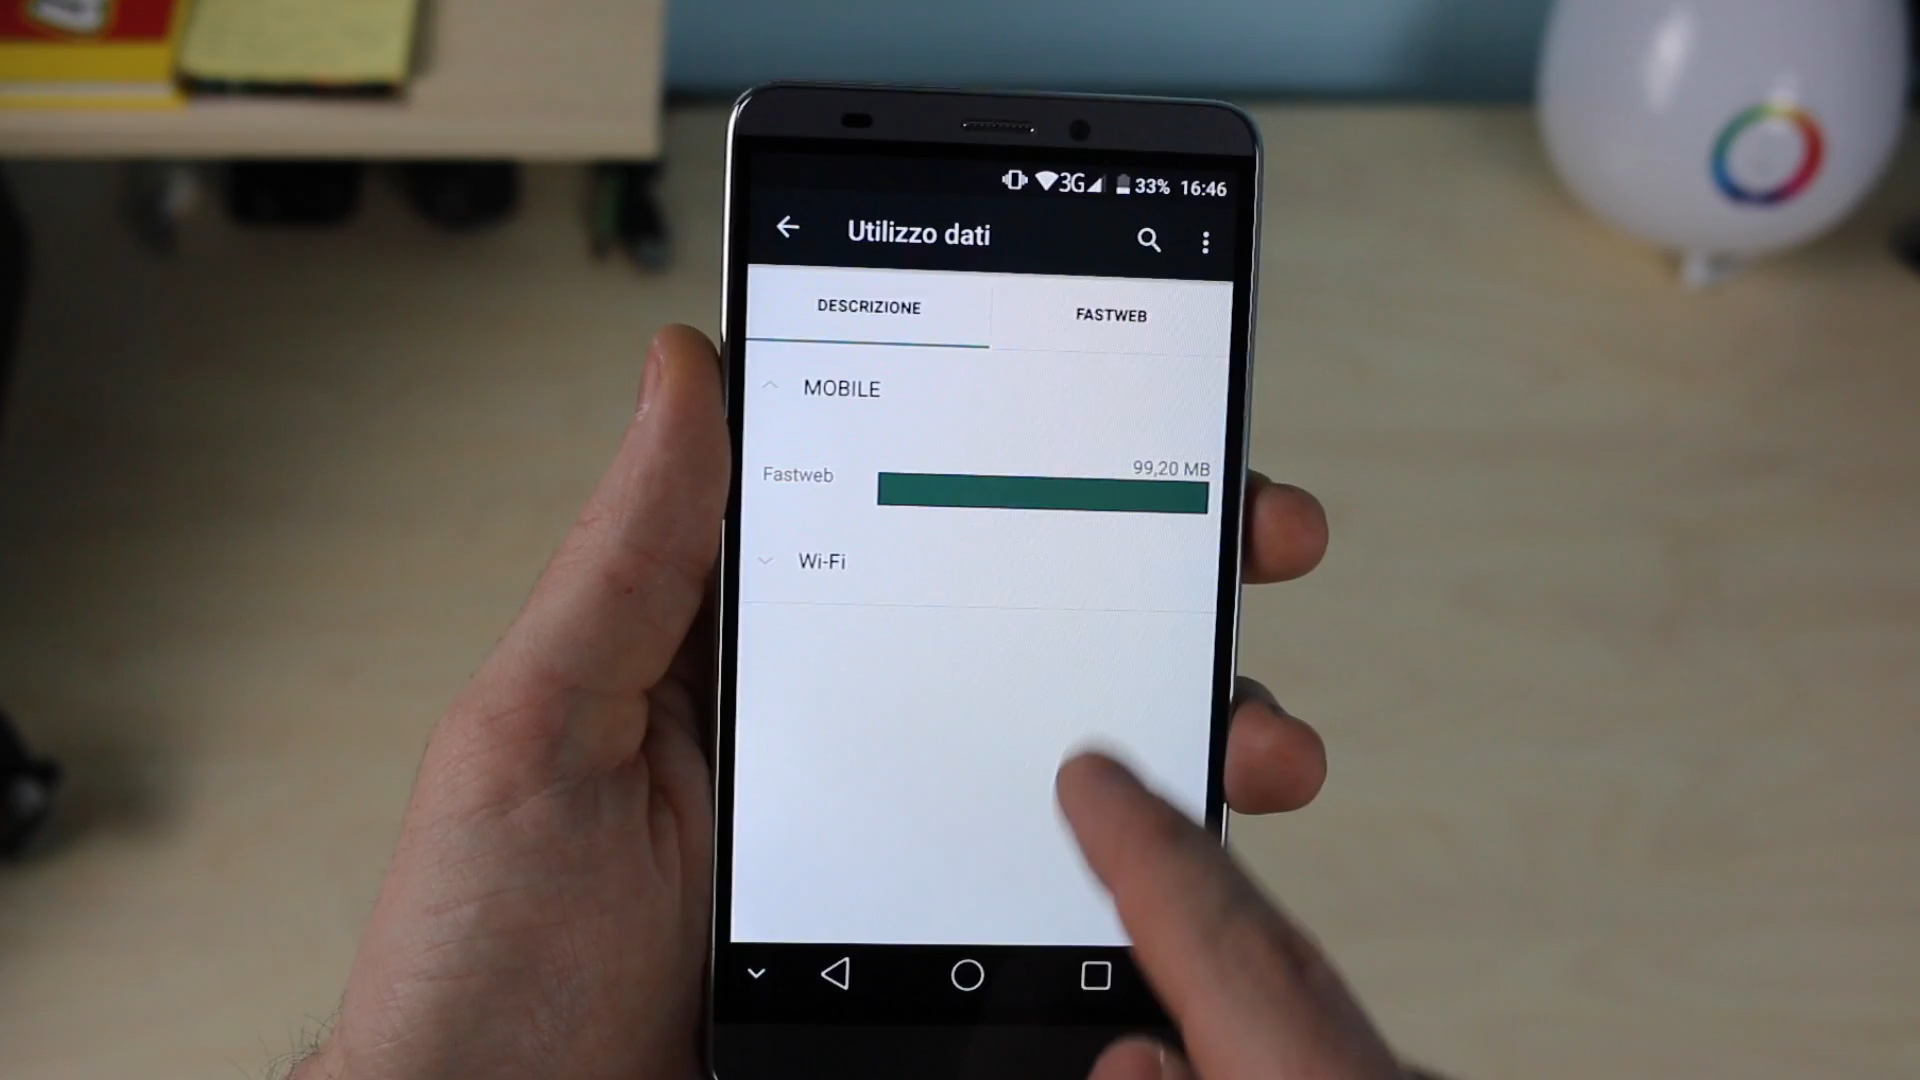 3G 33% 16:46
Utilizzo dati
DESCRIZIONE FASTWEB
MOBILE
99,20 MB
Fastweb
Wi-Fi